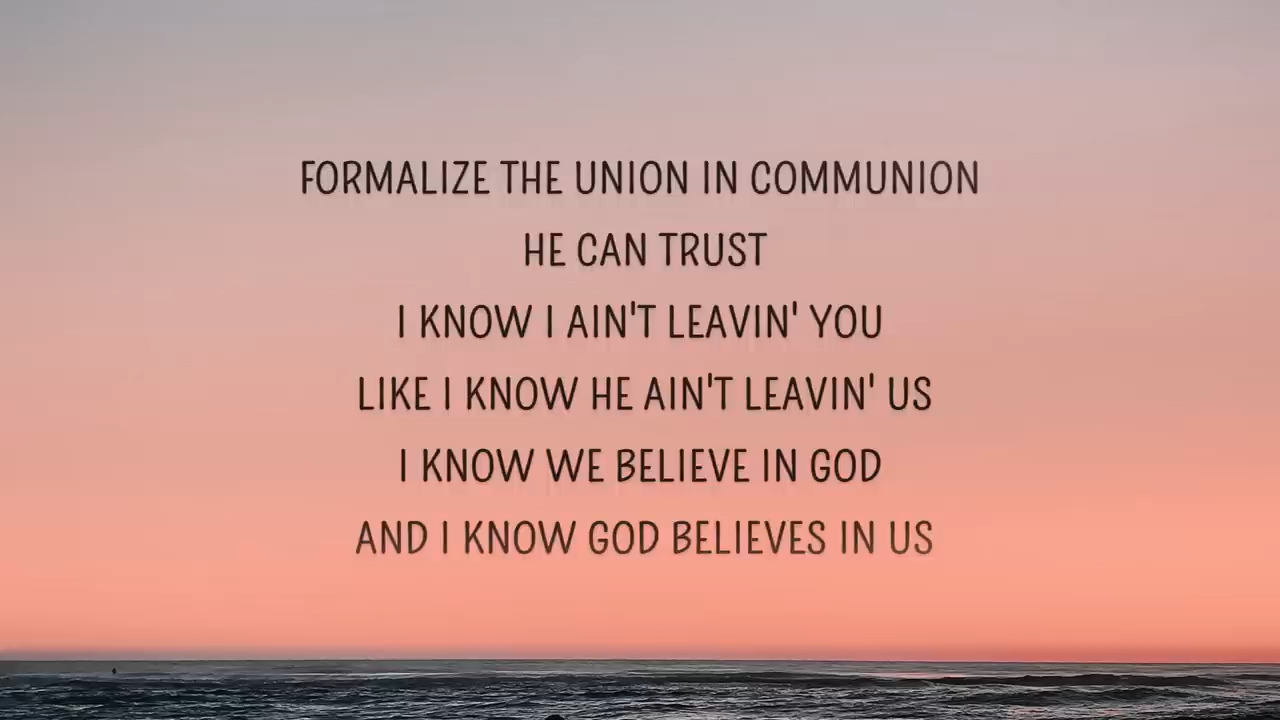 FORMALIZE THE UNION IN COMMUNION
HE CAN TRUST
I KNOW I AIN'T LEAVIN' YOU
LIKE I KNOW HE AIN'T LEAVIN' US
I KNOW WE BELIEVE IN GOD
AND I KNOW GOD BELIEVES IN US